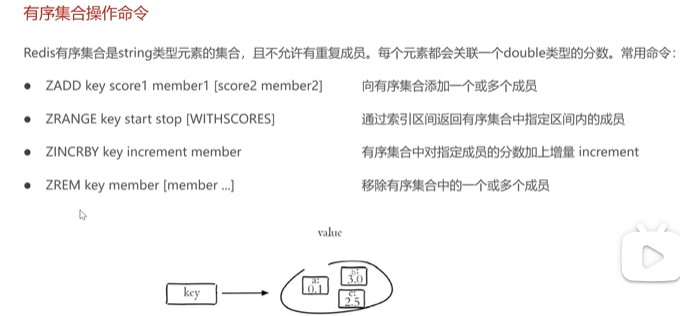 有序集合操作命令
Redis有序集合是string类型元素的集合，且不允许有重复成员。每个元素都会关联一个double类型的分数。常用命令：
● ZADD key score1 member1 [score2 member2] 向有序集合添加一个或多个成员
● ZRANGE key start stop [WITHSCORES] 通过索引区间返回有序集合中指定区间内的成员
● ZINCRBY key increment member 有序集合中对指定成员的分数加上增量 increment
● ZREM key member [member ...] 移除有序集合中的一个或多个成员
value
key
a:
0.1
b:
3.0
c:
2.5